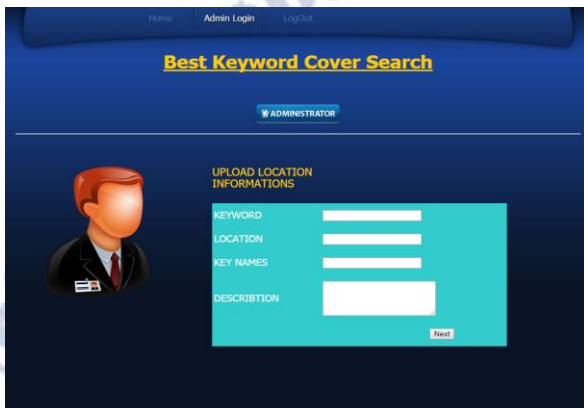 Home Admin Login LogOut
Best Keyword Cover Search
ADMINISTRATOR
UPLOAD LOCATION
INFORMATIONS
KEYWORD
LOCATION
KEY NAMES
DESCRIBTION
Next